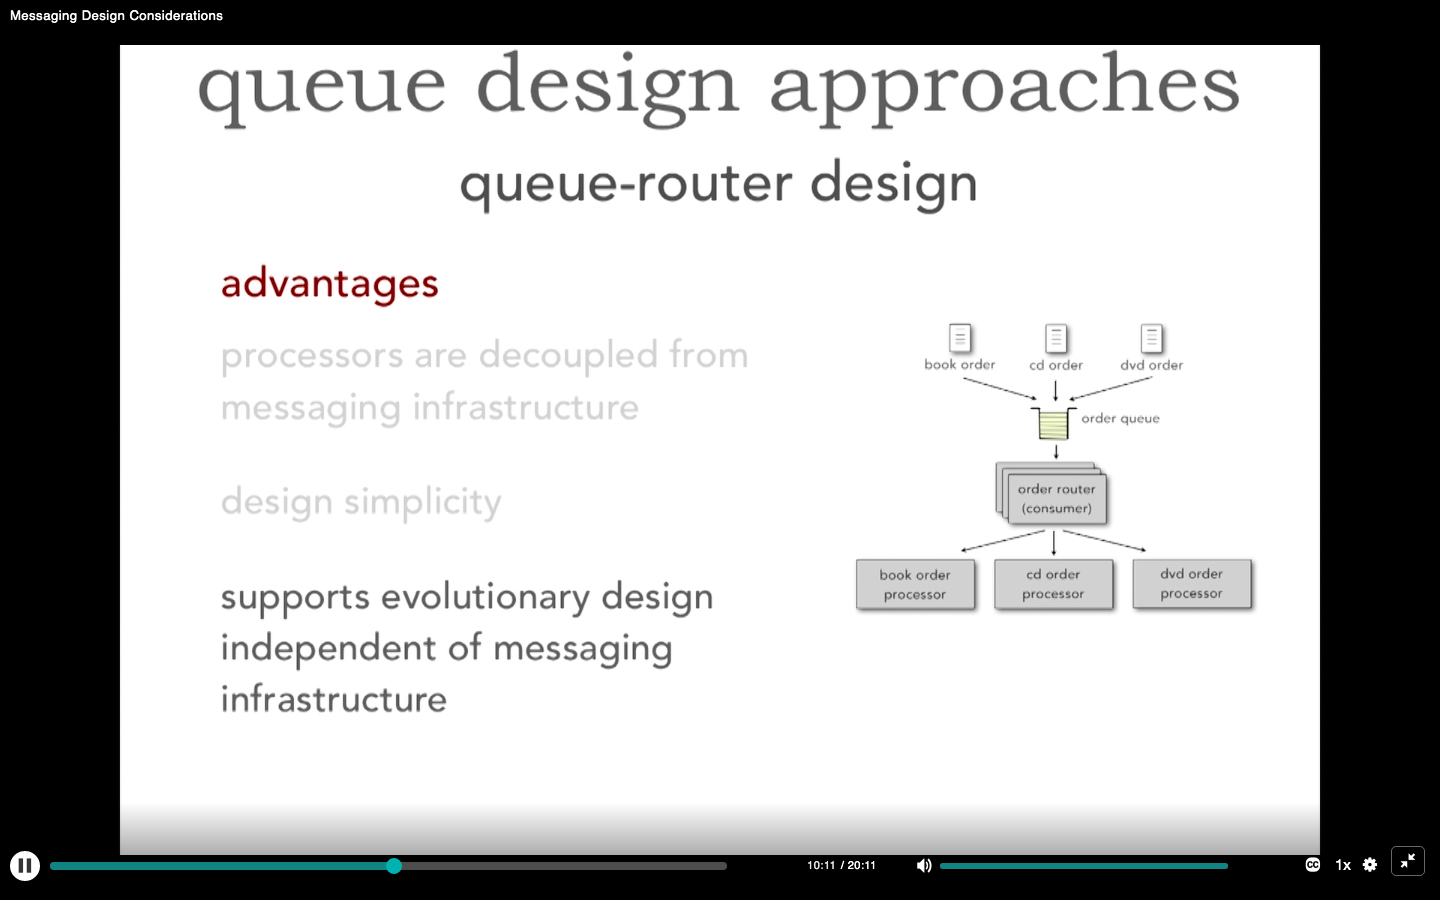 Messaging Design Considerations
queue design approaches
queue-router design
advantages
processors are decoupled from
messaging infrastructure
design simplicity
supports evolutionary design
independent of messaging
infrastructure
book order
cd order
dvd order
order queue
order router
(consumer)
book order
processor
cd order
processor
dvd order
processor
10:11 / 20:11
CC
1x